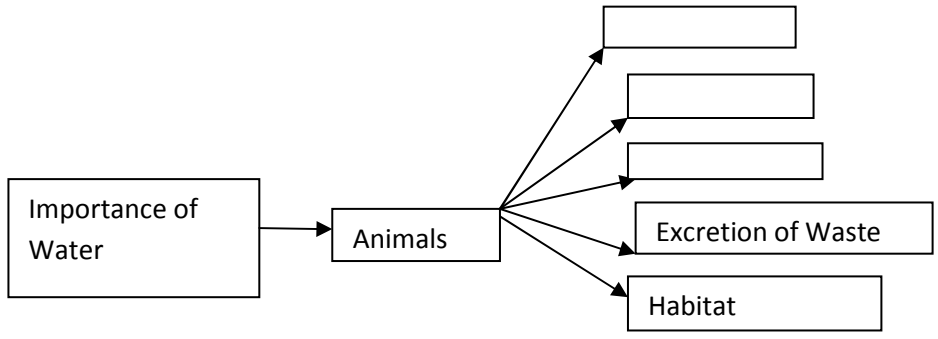 Importance of
Water
Animals
Excretion of Waste
Habitat